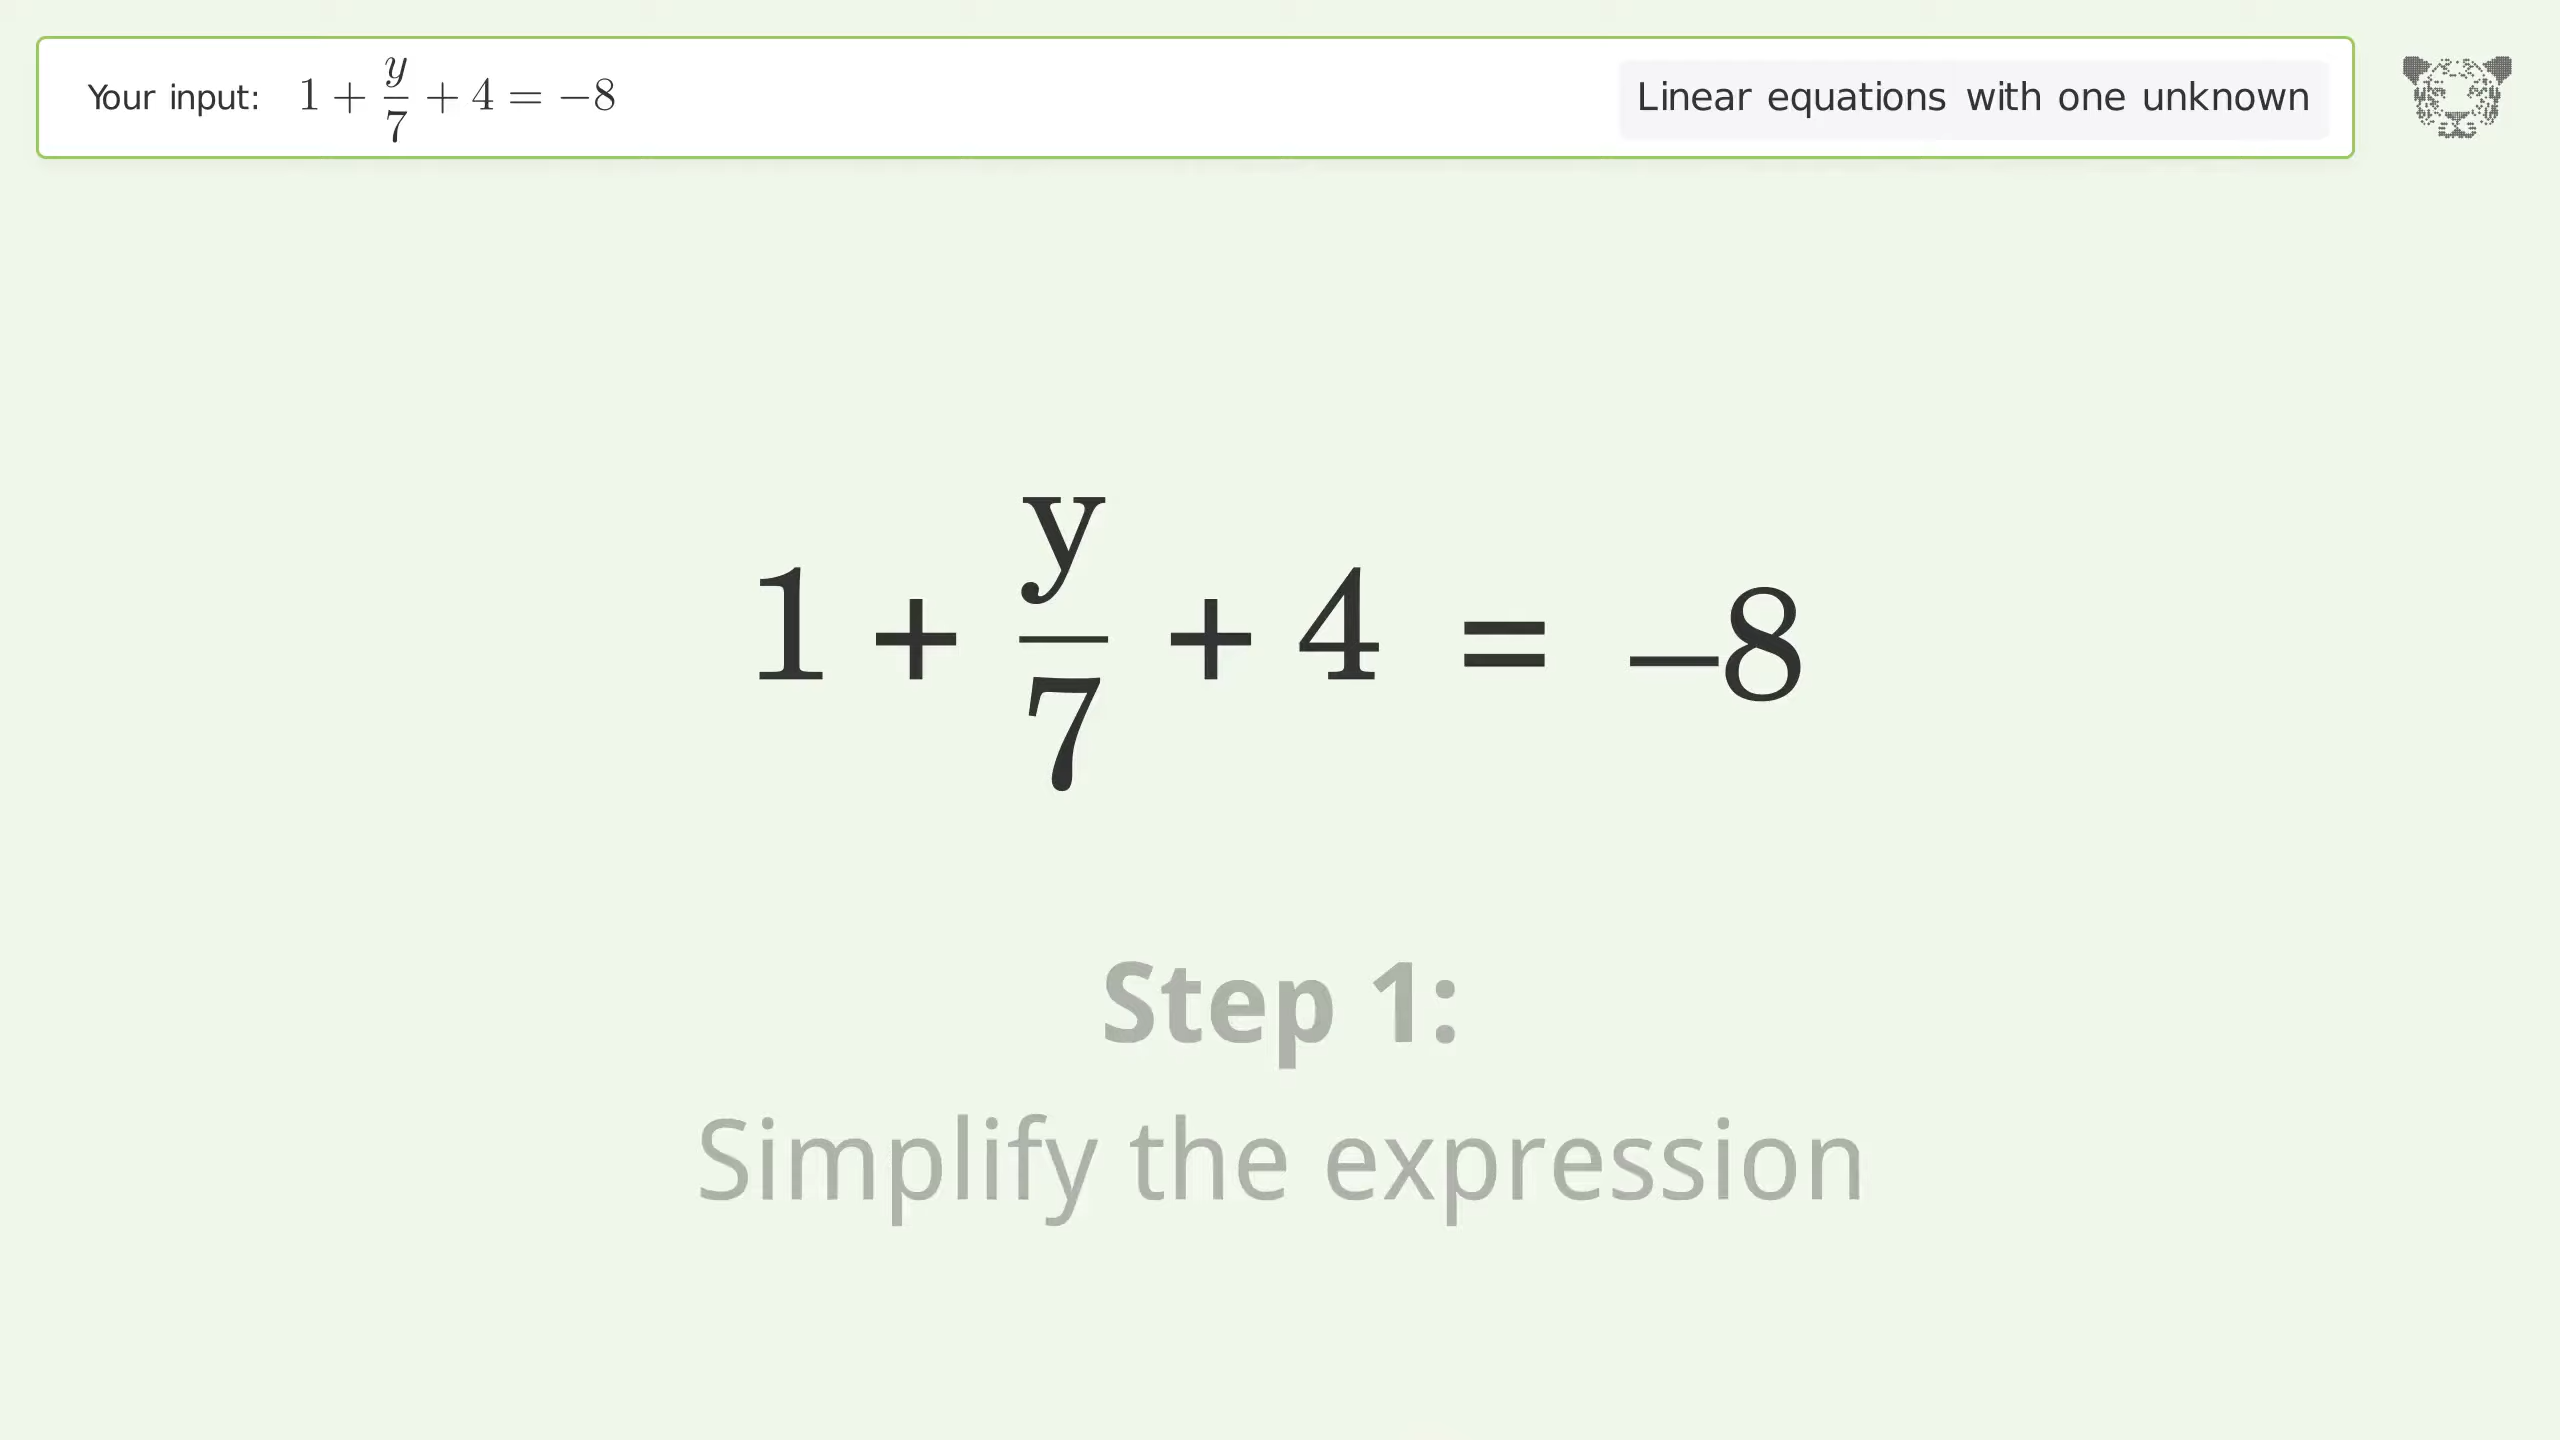 Your input: 1 + y/7 + 4 = −8
Linear equations with one unknown
1 + y/7 + 4 = −8
Step 1:
Simplify the expression